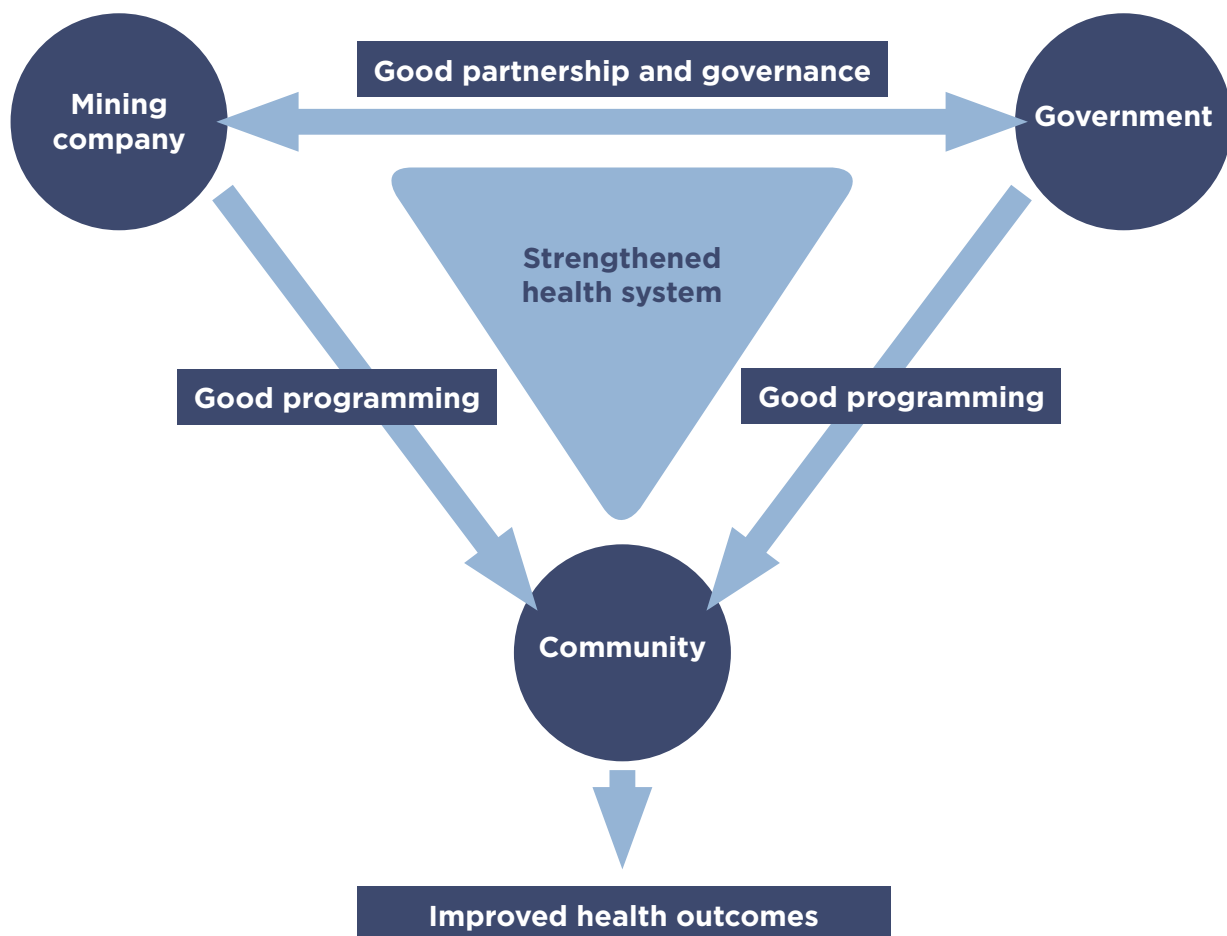 Good partnership and governance
Mining
company
Government
Strengthened
health system
Good programming
Good programming
Community
Improved health outcomes